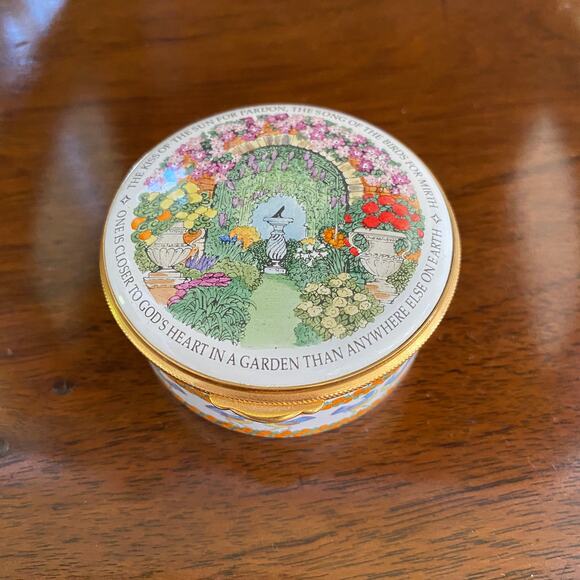 THE KISS OF THE SUN FOR PARDON, THE SONG OF THE BIRDS FOR MIRTH
ONE IS CLOSER TO GOD'S HEART IN A GARDEN THAN ANYWHERE ELSE ON EARTH